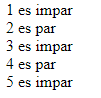 1 es impar
2 es par
3 es impar
4 es par
5 es impar